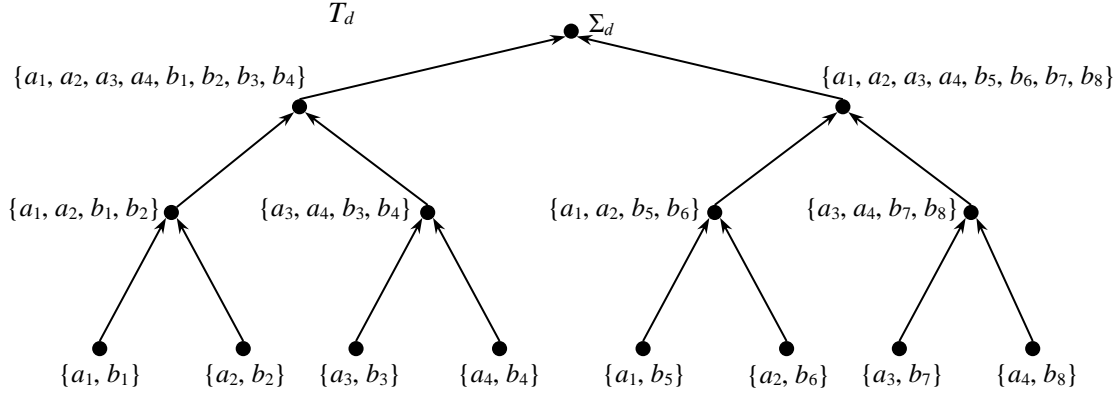 T_d
Σ_d
{a₁, a₂, a₃, a₄, b₁, b₂, b₃, b₄}
{a₁, a₂, a₃, a₄, b₅, b₆, b₇, b₈}
{a₁, a₂, b₁, b₂}
{a₃, a₄, b₃, b₄}
{a₁, a₂, b₅, b₆}
{a₃, a₄, b₇, b₈}
{a₁, b₁}
{a₂, b₂}
{a₃, b₃}
{a₄, b₄}
{a₁, b₅}
{a₂, b₆}
{a₃, b₇}
{a₄, b₈}